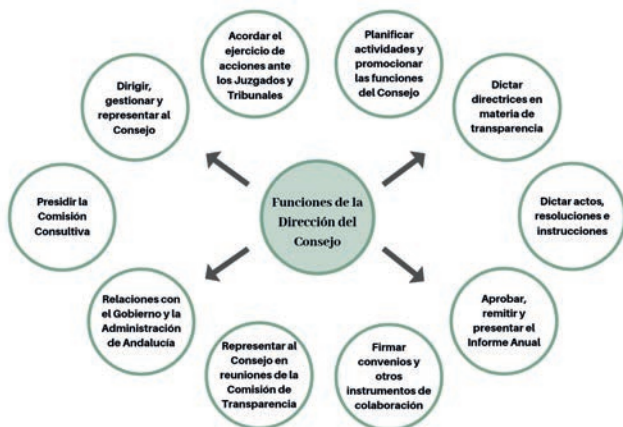 Acordar el
ejercicio de
acciones ante
los Juzgados y
Tribunales
Planificar
actividades y
promocionar
las funciones
del Consejo
Dirigir,
gestionar y
representar al
Consejo
Dictar
directrices en
materia de
transparencia
Presidir la
Comisión
Consultiva
Funciones de la
Dirección del
Consejo
Dictar actos,
resoluciones e
instrucciones
Relaciones con
el Gobierno y la
Administración
de Andalucía
Aprobar,
remitir y
presentar el
Informe Anual
Representar al
Consejo en
reuniones de la
Comisión de
Transparencia
Firmar
convenios y
otros
instrumentos de
colaboración